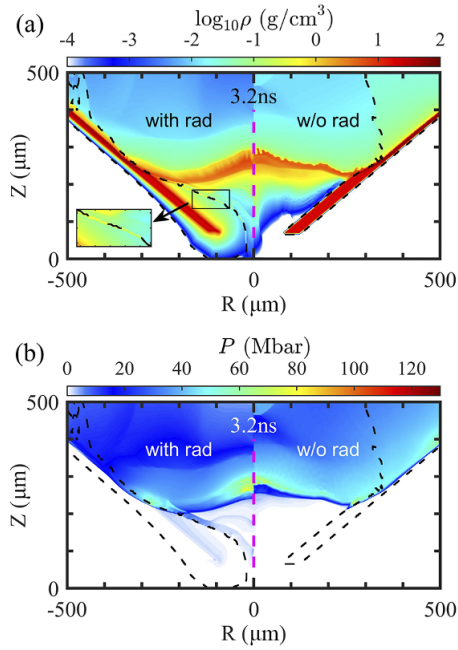 (a)
log₁₀ρ (g/cm³)
-4 -3 -2 -1 0 1 2
500
3.2ns
with rad
w/o rad
Z (μm)
0
-500 0 500
R (μm)
(b)
P (Mbar)
0 20 40 60 80 100 120
500
3.2ns
with rad
w/o rad
Z (μm)
0
-500 0 500
R (μm)